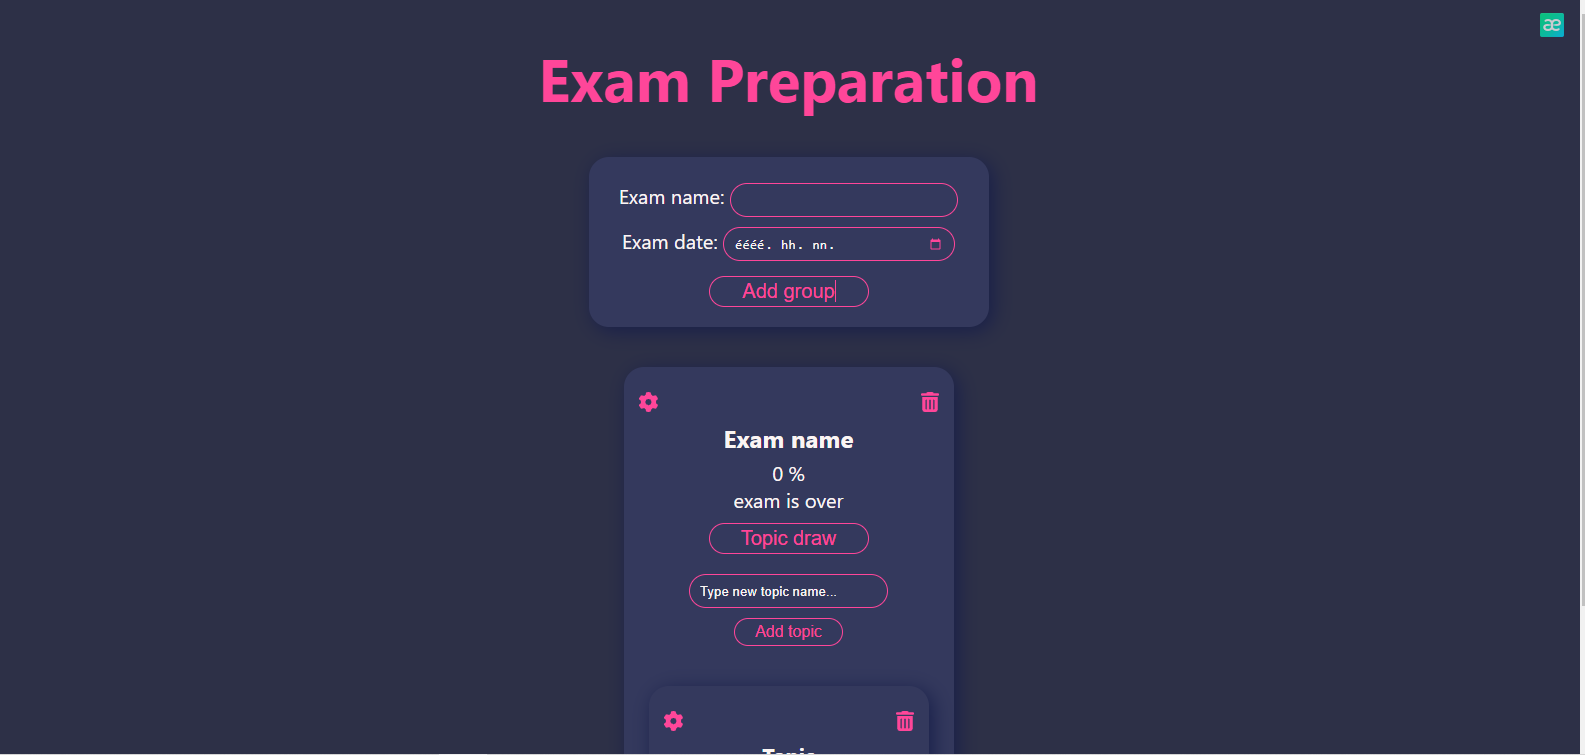 æ
Exam Preparation
Exam name:
Exam date: éééé. hh. nn.
Add group
Exam name
0 %
exam is over
Topic draw
Type new topic name...
Add topic
Topic